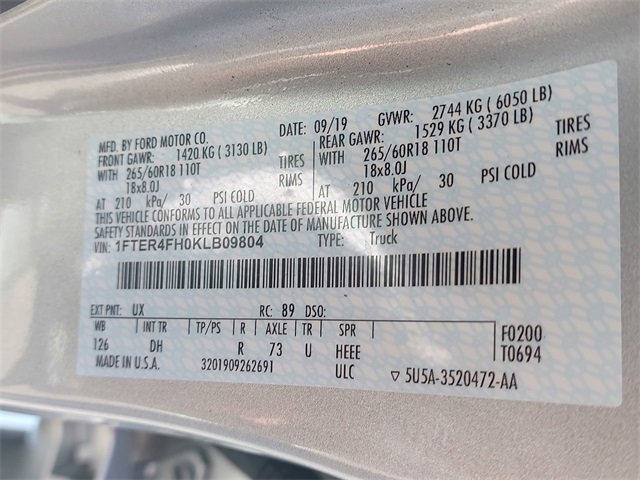 MFD. BY FORD MOTOR CO.
DATE: 09/19
GVWR: 2744 KG ( 6050 LB)
FRONT GAWR: 1420 KG ( 3130 LB)
REAR GAWR: 1529 KG ( 3370 LB)
WITH 265/60R18 110T TIRES
WITH 265/60R18 110T TIRES
18x8.0J RIMS
18x8.0J RIMS
AT 210 kPa/ 30 PSI COLD
AT 210 kPa/ 30 PSI COLD
THIS VEHICLE CONFORMS TO ALL APPLICABLE FEDERAL MOTOR VEHICLE
SAFETY STANDARDS IN EFFECT ON THE DATE OF MANUFACTURE SHOWN ABOVE.
VIN: 1FTER4FH0KLB09804
TYPE: Truck
EXT PNT: UX
RC: 89 DSO:
WB INT TR TP/PS R AXLE TR SPR
F0200
126 DH R 73 U HEEE
T0694
MADE IN U.S.A.
3201909262691
ULC
▽ 5U5A-3520472-AA